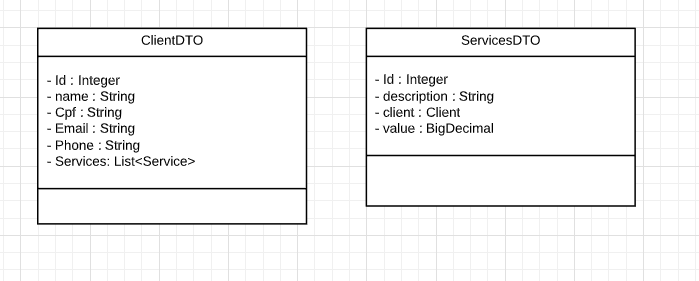 ClientDTO
- Id : Integer
- name : String
- Cpf : String
- Email : String
- Phone : String
- Services: List<Service>
ServicesDTO
- Id : Integer
- description : String
- client : Client
- value : BigDecimal